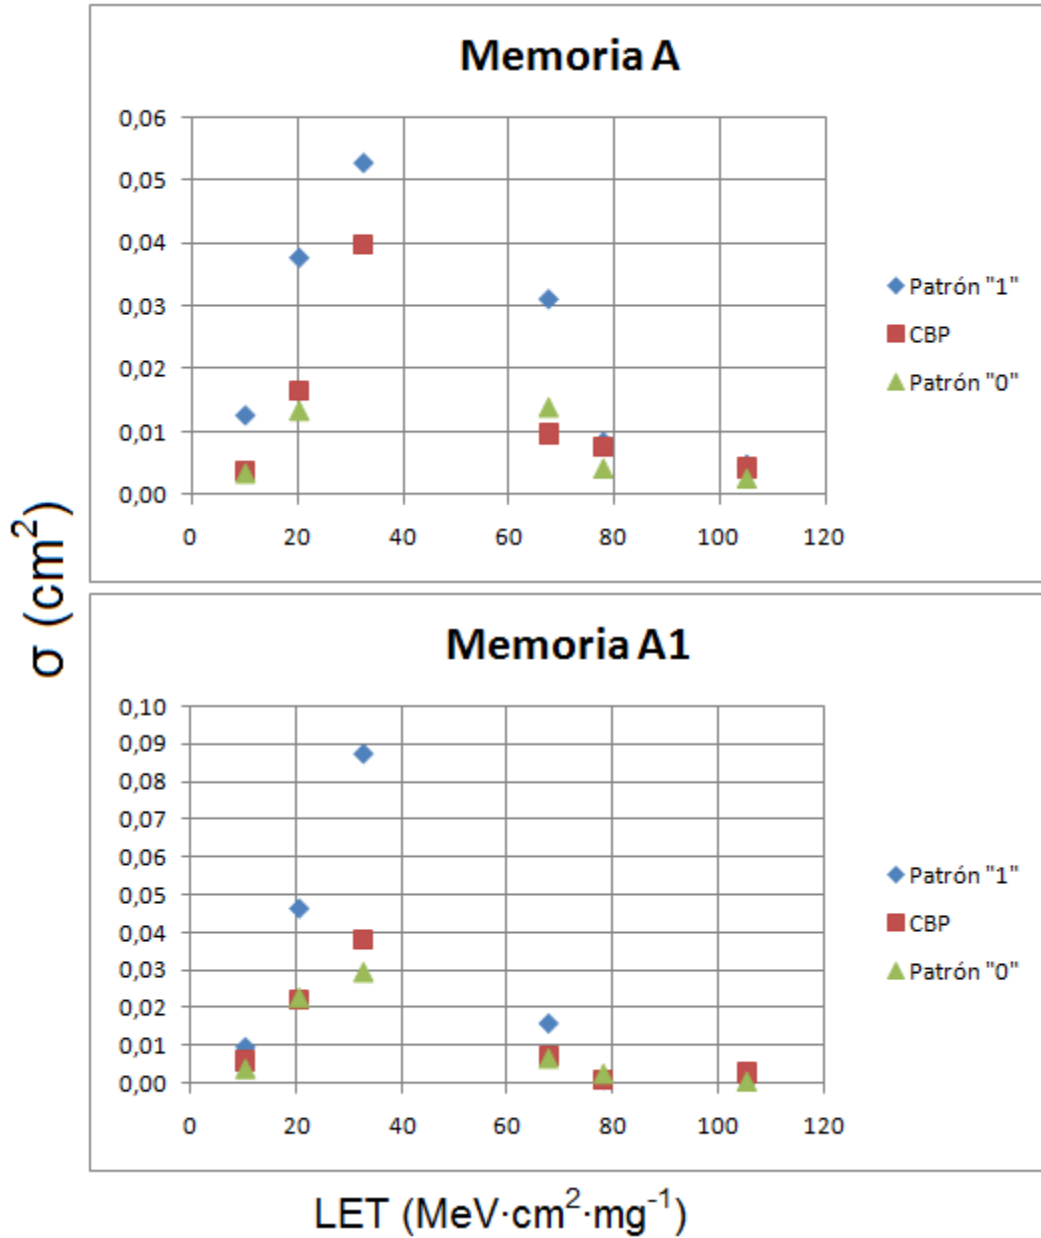 Memoria A
0,06
0,05
0,04
0,03
0,02
0,01
0,00
0 20 40 60 80 100 120
Patrón "1"
CBP
Patrón "0"
σ (cm²)
Memoria A1
0,10
0,09
0,08
0,07
0,06
0,05
0,04
0,03
0,02
0,01
0,00
0 20 40 60 80 100 120
Patrón "1"
CBP
Patrón "0"
LET (MeV·cm²·mg⁻¹)